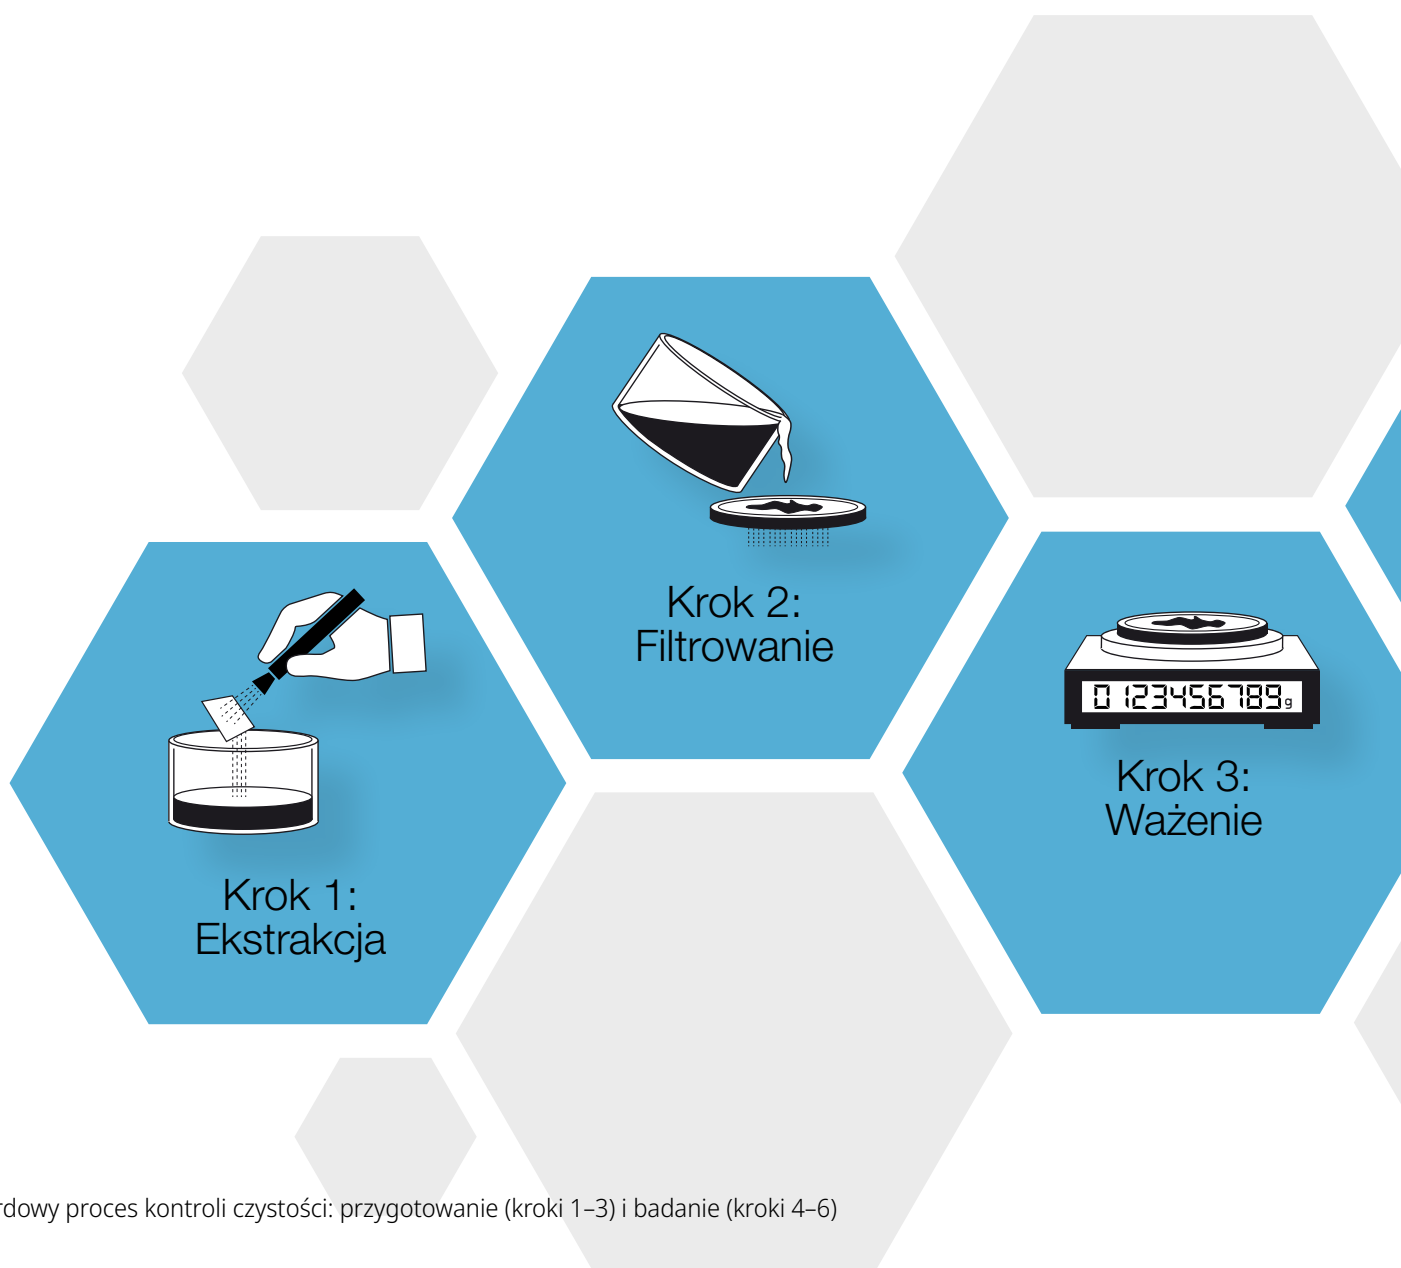 Krok 1:
Ekstrakcja
Krok 2:
Filtrowanie
0 123456789g
Krok 3:
Ważenie
proces kontroli czystości: przygotowanie (kroki 1–3) i badanie (kroki 4–6)